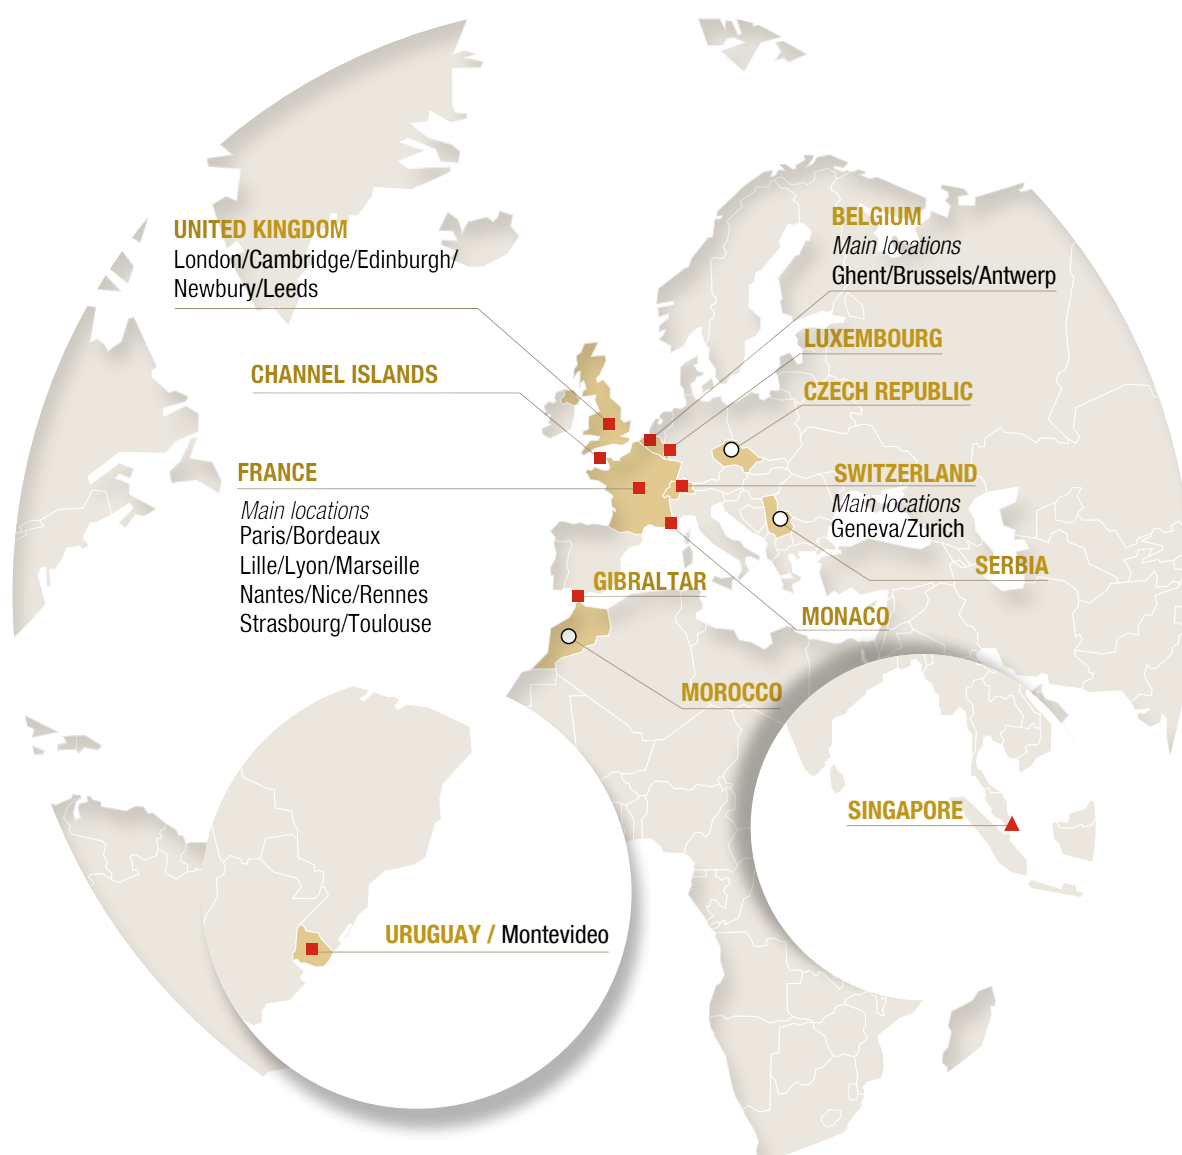 UNITED KINGDOM
London/Cambridge/Edinburgh/
Newbury/Leeds
BELGIUM
Main locations
Ghent/Brussels/Antwerp
LUXEMBOURG
CHANNEL ISLANDS
CZECH REPUBLIC
FRANCE
Main locations
Paris/Bordeaux
Lille/Lyon/Marseille
Nantes/Nice/Rennes
Strasbourg/Toulouse
SWITZERLAND
Main locations
Geneva/Zurich
SERBIA
GIBRALTAR
MONACO
MOROCCO
SINGAPORE
URUGUAY / Montevideo